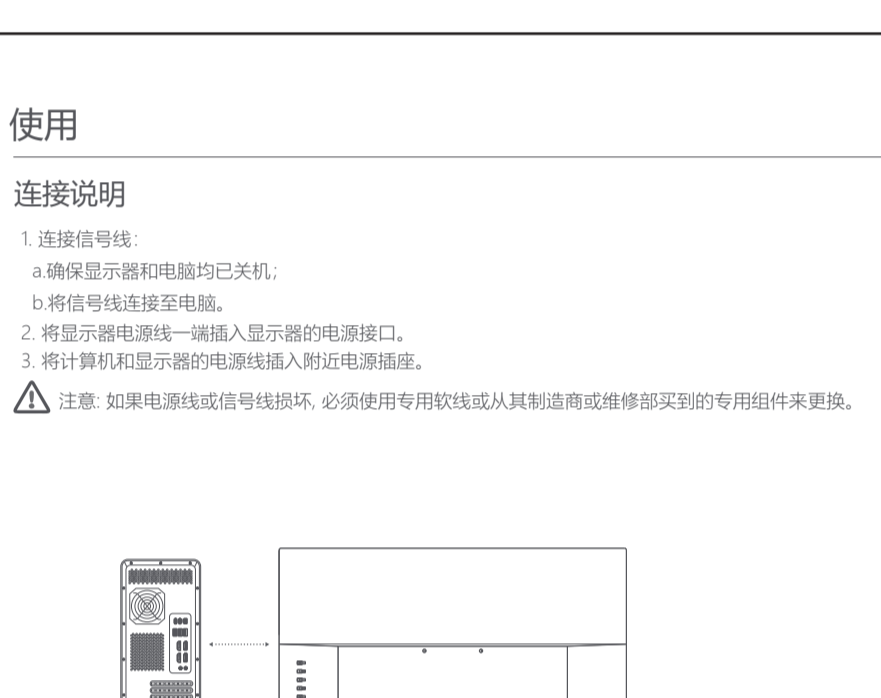 使用
连接说明
1. 连接信号线：
a.确保显示器和电脑均已关机；
b.将信号线连接至电脑。
2. 将显示器电源线一端插入显示器的电源接口。
3. 将计算机和显示器的电源线插入附近电源插座。
注意: 如果电源线或信号线损坏, 必须使用专用软线或从其制造商或维修部买到的专用组件来更换。